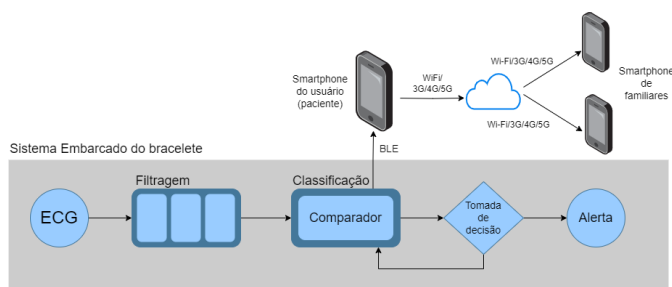 Smartphone
do usuário
(paciente)
WiFi/
3G/4G/5G
Wi-Fi/3G/4G/5G
Wi-Fi/3G/4G/5G
Smartphone
de
familiares
BLE
Sistema Embarcado do bracelete
Filtragem
Classificação
ECG
Comparador
Tomada
de
decisão
Alerta